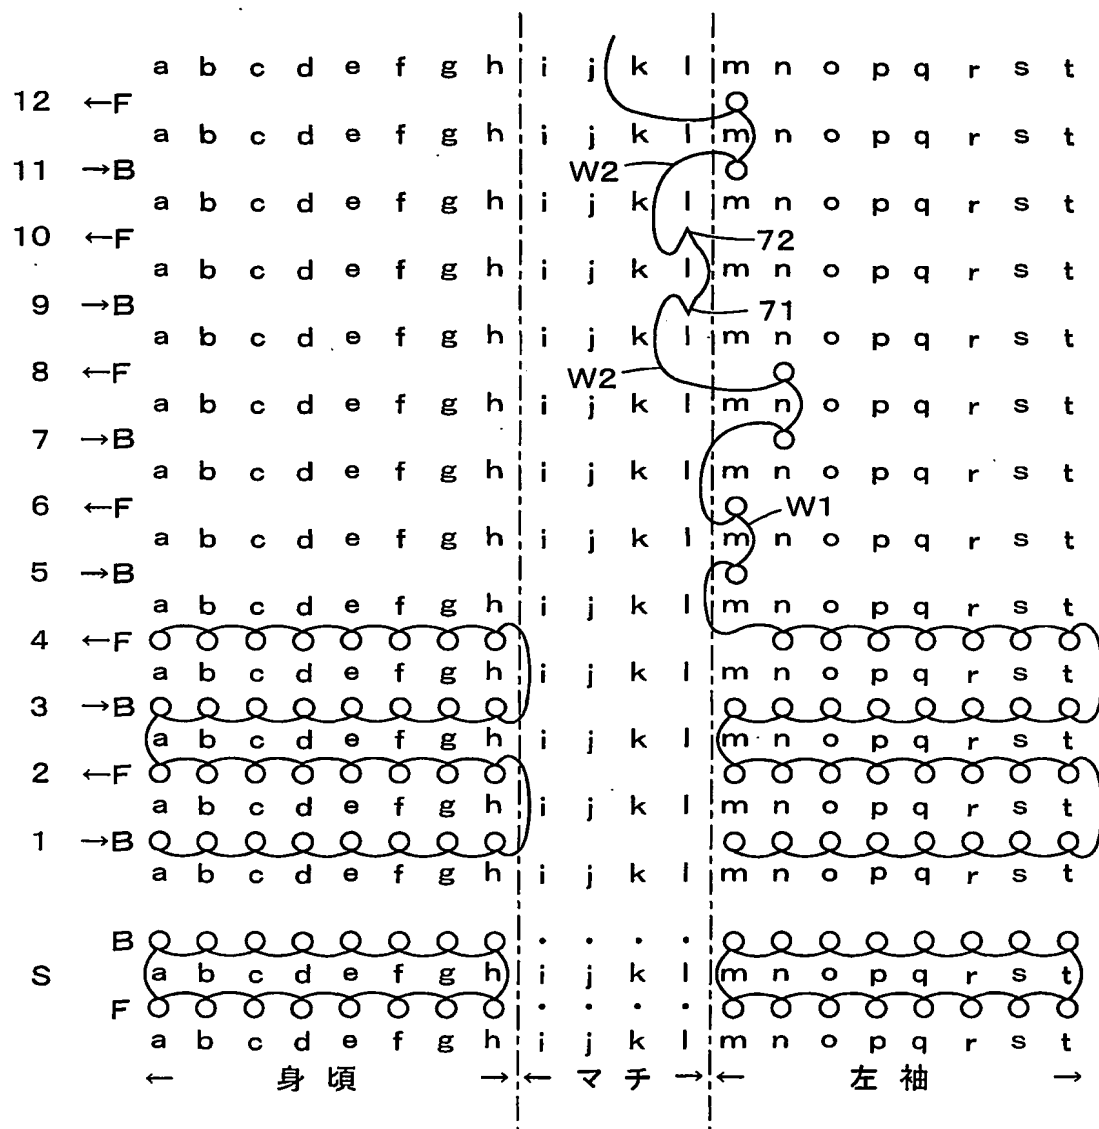 a b c d e f g h i j k l m n o p q r s t
12 ←F
a b c d e f g h i j k l m n o p q r s t
11 →B W2
a b c d e f g h i j k l m n o p q r s t
10 ←F 72
a b c d e f g h i j k l m n o p q r s t
9 →B 71
a b c d e f g h i j k l m n o p q r s t
8 ←F W2
a b c d e f g h i j k l m n o p q r s t
7 →B
a b c d e f g h i j k l m n o p q r s t
6 ←F W1
a b c d e f g h i j k l m n o p q r s t
5 →B
a b c d e f g h i j k l m n o p q r s t
4 ←F
a b c d e f g h i j k l m n o p q r s t
3 →B
a b c d e f g h i j k l m n o p q r s t
2 ←F
a b c d e f g h i j k l m n o p q r s t
1 →B
a b c d e f g h i j k l m n o p q r s t
B
S a b c d e f g h i j k l m n o p q r s t
F
a b c d e f g h i j k l m n o p q r s t
← 身頃 → ← マチ → ← 左袖 →